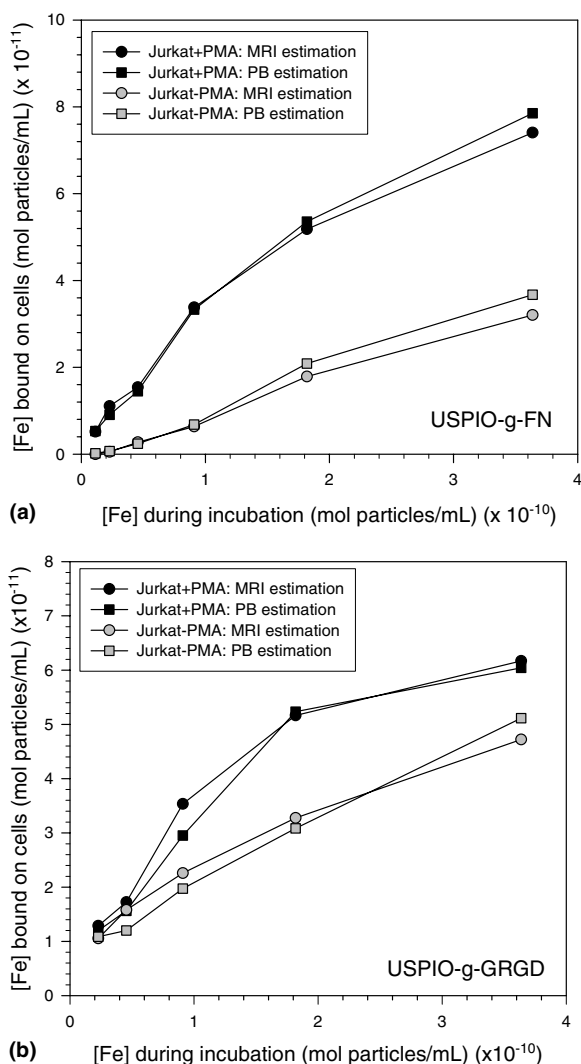 [Fe] bound on cells (mol particles/mL) (x 10-11)
10
8
6
4
2
0
Jurkat+PMA: MRI estimation
Jurkat+PMA: PB estimation
Jurkat-PMA: MRI estimation
Jurkat-PMA: PB estimation
USPIO-g-FN
0 1 2 3 4
(a) [Fe] during incubation (mol particles/mL) (x 10-10)
[Fe] bound on cells (mol particles/mL) (x10-11)
8
7
6
5
4
3
2
1
0
Jurkat+PMA: MRI estimation
Jurkat+PMA: PB estimation
Jurkat-PMA: MRI estimation
Jurkat-PMA: PB estimation
USPIO-g-GRGD
0 1 2 3 4
(b) [Fe] during incubation (mol particles/mL) (x10-10)